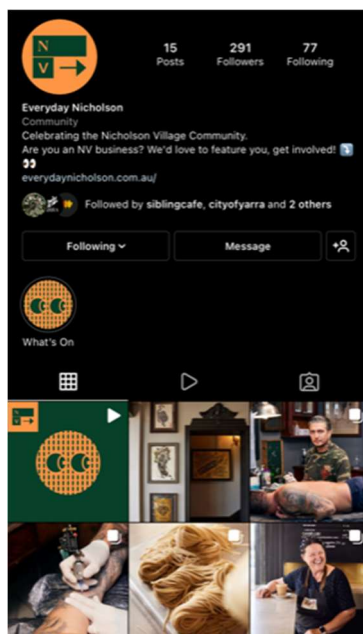 N
V
15
291
77
Posts
Followers
Following
Everyday Nicholson
Community
Celebrating the Nicholson Village Community.
Are you an NV business? We'd love to feature you, get involved! ⤵️
👀
everydaynicholson.com.au/
Followed by siblingcafe, cityofyarra and 2 others
Following
Message
What's On
N
V